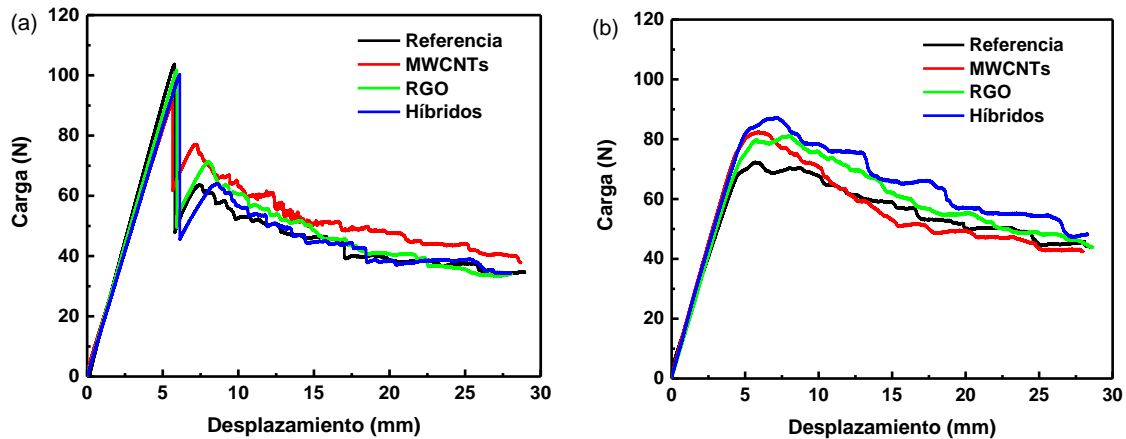 (a)
Carga (N)
120
100
80
60
40
20
0
0 5 10 15 20 25 30
Desplazamiento (mm)
Referencia
MWCNTs
RGO
Híbridos
(b)
Carga (N)
120
100
80
60
40
20
0
0 5 10 15 20 25 30
Desplazamiento (mm)
Referencia
MWCNTs
RGO
Híbridos